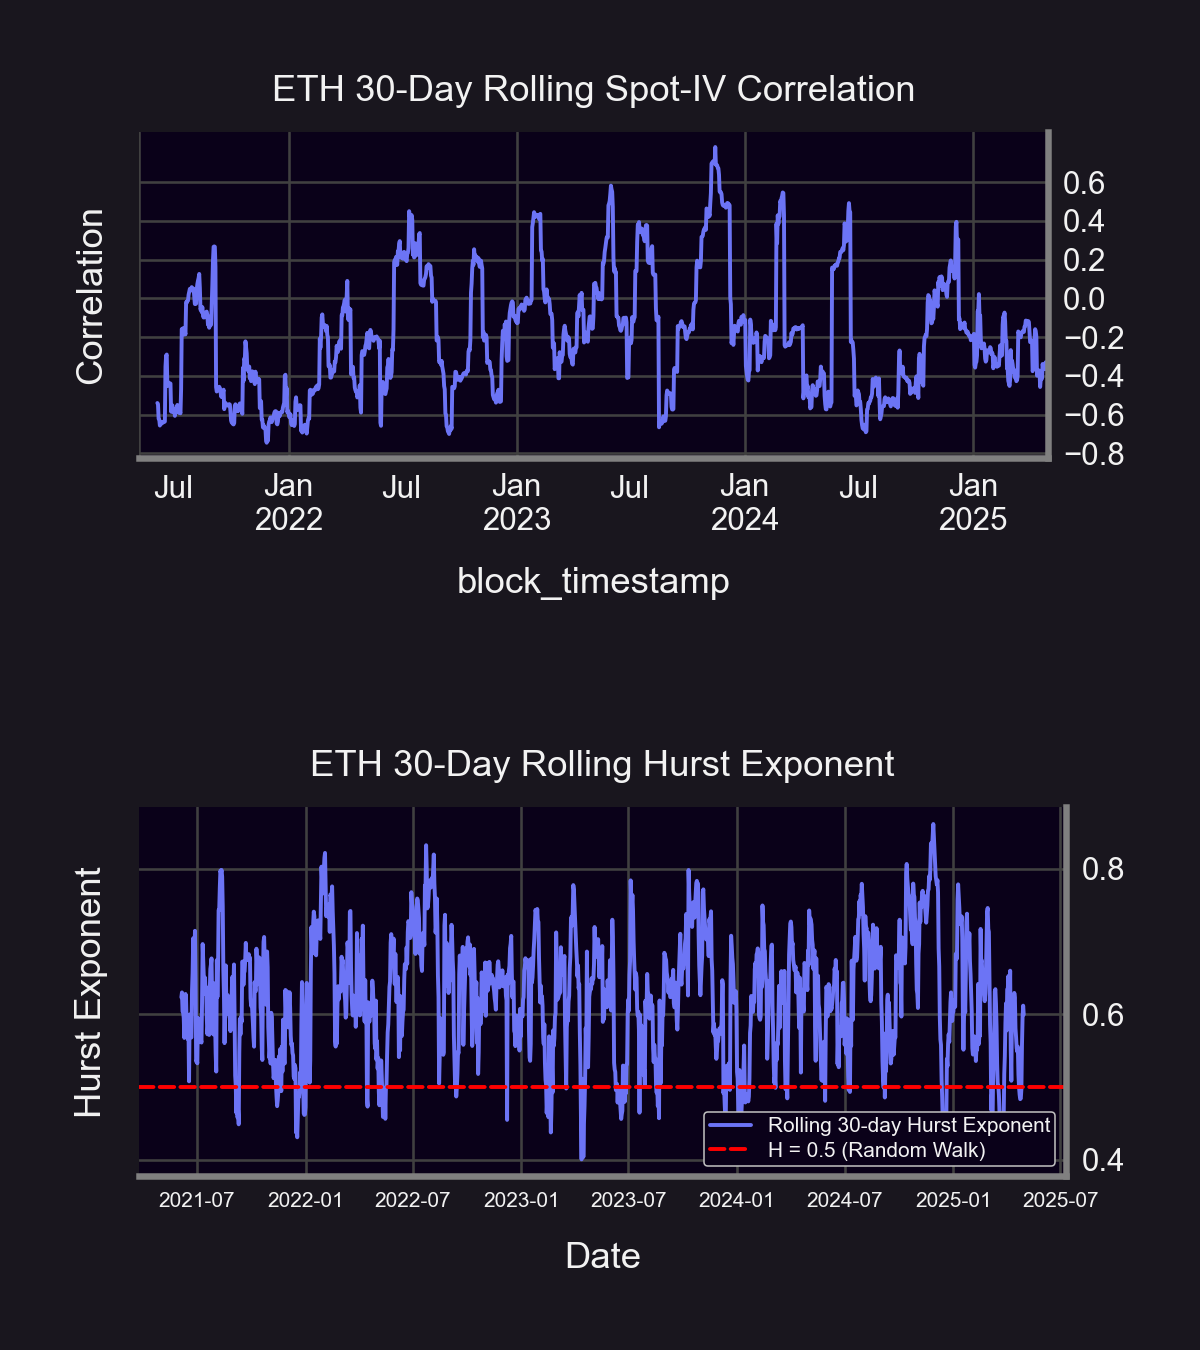 ETH 30-Day Rolling Spot-IV Correlation
Correlation
0.6
0.4
0.2
0.0
−0.2
−0.4
−0.6
−0.8
Jul Jan Jul Jan Jul Jan Jul Jan
2022 2023 2024 2025
block_timestamp
ETH 30-Day Rolling Hurst Exponent
Hurst Exponent
0.8
0.6
0.4
Rolling 30-day Hurst Exponent
H = 0.5 (Random Walk)
2021-07 2022-01 2022-07 2023-01 2023-07 2024-01 2024-07 2025-01 2025-07
Date